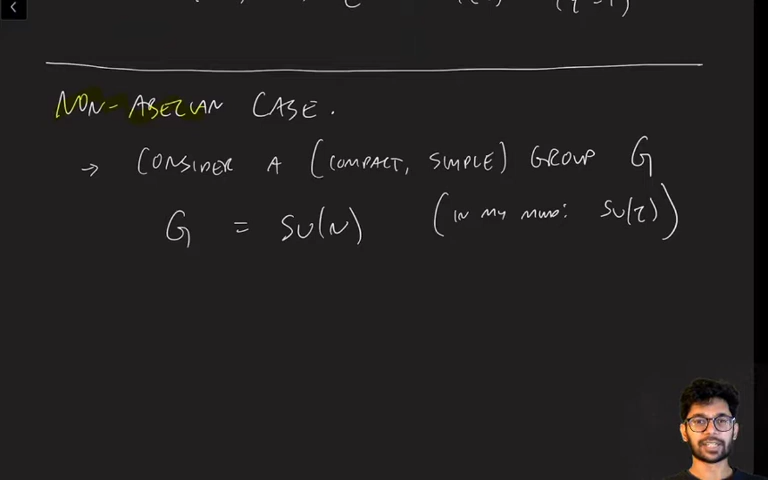 NON-ABELIAN CASE.
→ CONSIDER A (COMPACT, SIMPLE) GROUP G
G = SU(N) (IN MY MIND: SU(2))